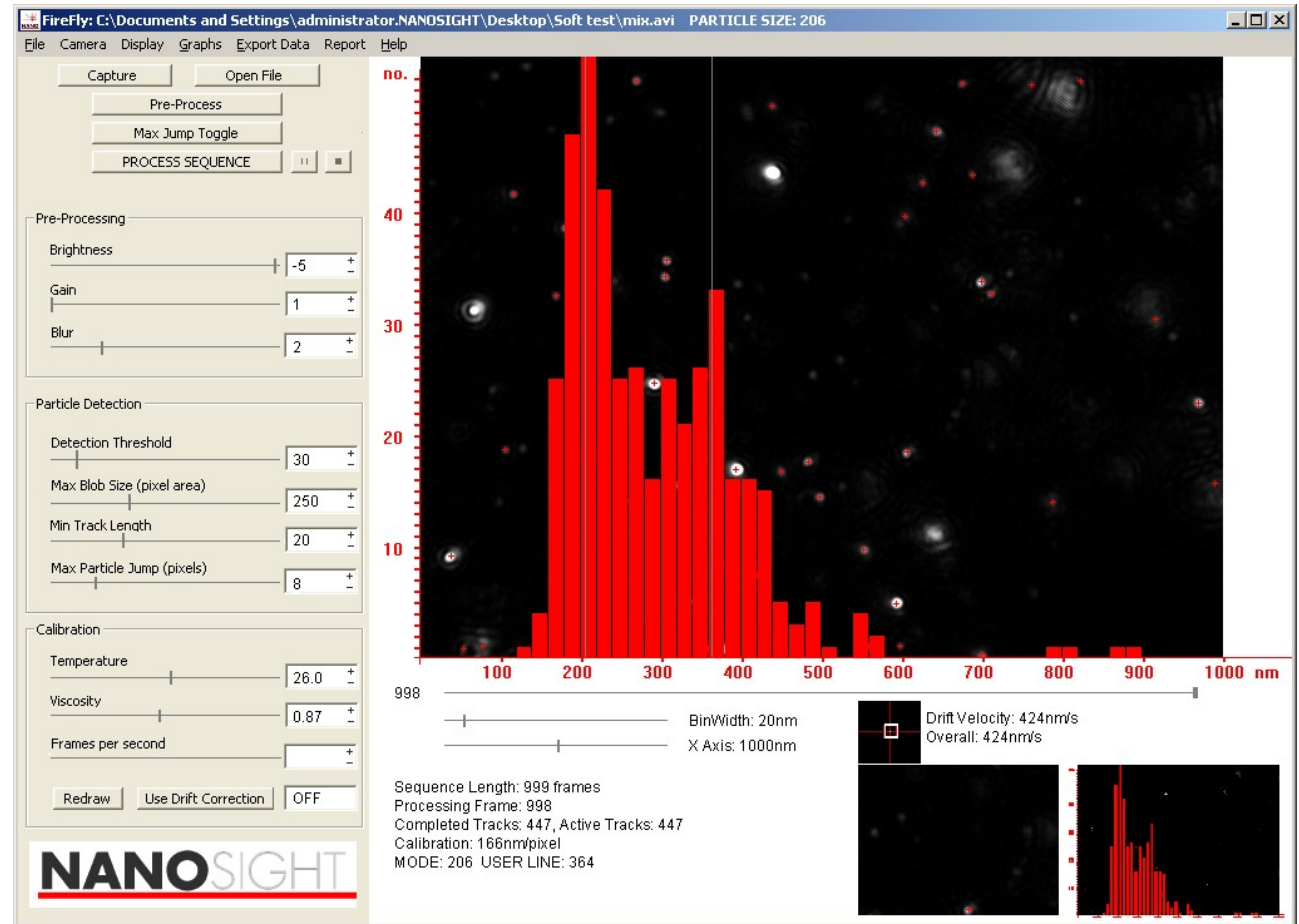 FireFly: C:\Documents and Settings\administrator.NANOSIGHT\Desktop\Soft test\mix.avi PARTICLE SIZE: 206
File Camera Display Graphs Export Data Report Help
Capture Open File
Pre-Process
Max Jump Toggle
PROCESS SEQUENCE
Pre-Processing
Brightness
-5
Gain
1
Blur
2
Particle Detection
Detection Threshold
30
Max Blob Size (pixel area)
250
Min Track Length
20
Max Particle Jump (pixels)
8
Calibration
Temperature
26.0
Viscosity
0.87
Frames per second
Redraw Use Drift Correction OFF
NANOSIGHT
no.
40
30
20
10
100 200 300 400 500 600 700 800 900 1000 nm
998
BinWidth: 20nm
X Axis: 1000nm
Drift Velocity: 424nm/s
Overall: 424nm/s
Sequence Length: 999 frames
Processing Frame: 998
Completed Tracks: 447, Active Tracks: 447
Calibration: 166nm/pixel
MODE: 206 USER LINE: 364